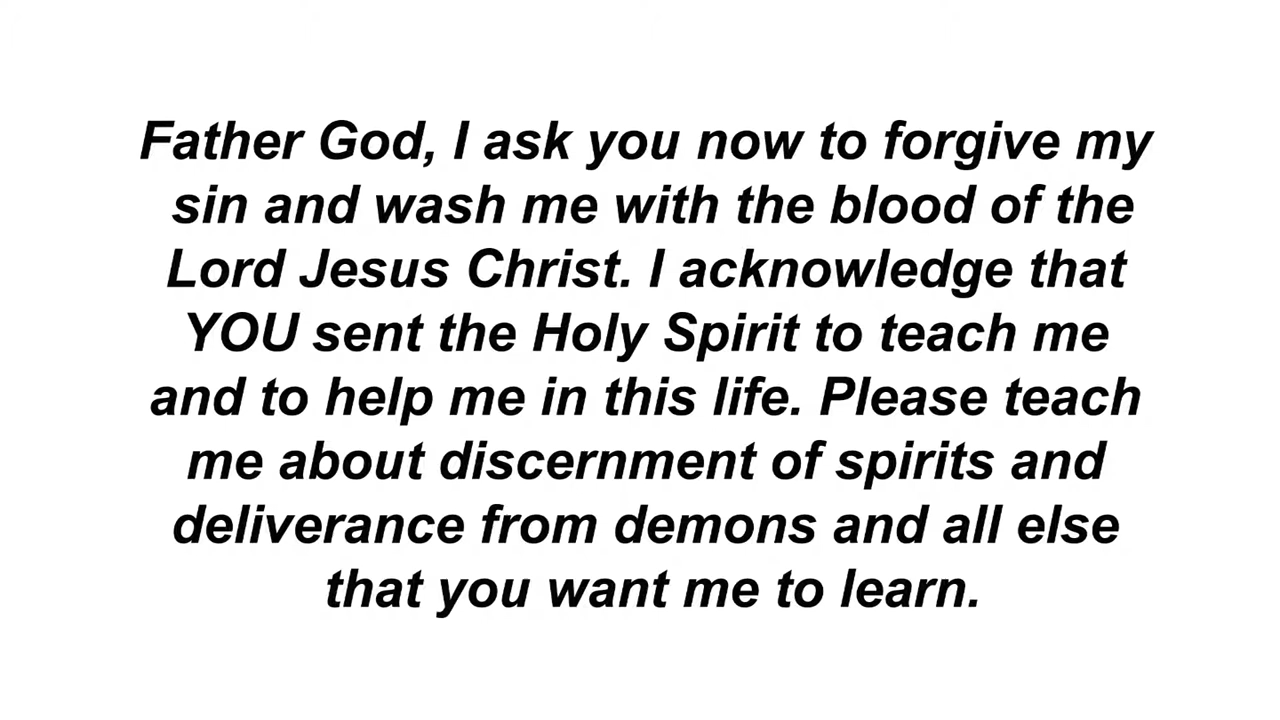 Father God, I ask you now to forgive my
sin and wash me with the blood of the
Lord Jesus Christ. I acknowledge that
YOU sent the Holy Spirit to teach me
and to help me in this life. Please teach
me about discernment of spirits and
deliverance from demons and all else
that you want me to learn.